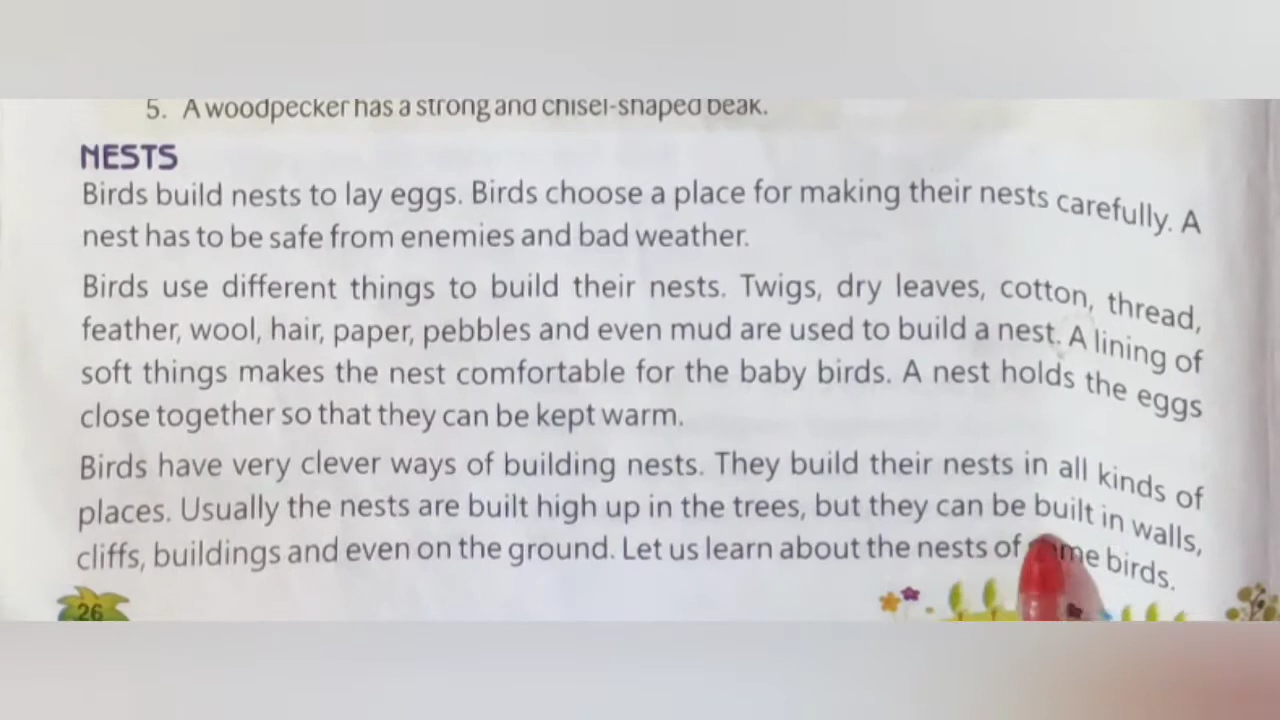 5. A woodpecker has a strong and chisel-shaped beak.
NESTS
Birds build nests to lay eggs. Birds choose a place for making their nests carefully. A
nest has to be safe from enemies and bad weather.
Birds use different things to build their nests. Twigs, dry leaves, cotton, thread,
feather, wool, hair, paper, pebbles and even mud are used to build a nest. A lining of
soft things makes the nest comfortable for the baby birds. A nest holds the eggs
close together so that they can be kept warm.
Birds have very clever ways of building nests. They build their nests in all kinds of
places. Usually the nests are built high up in the trees, but they can be built in walls,
cliffs, buildings and even on the ground. Let us learn about the nests of birds.
26